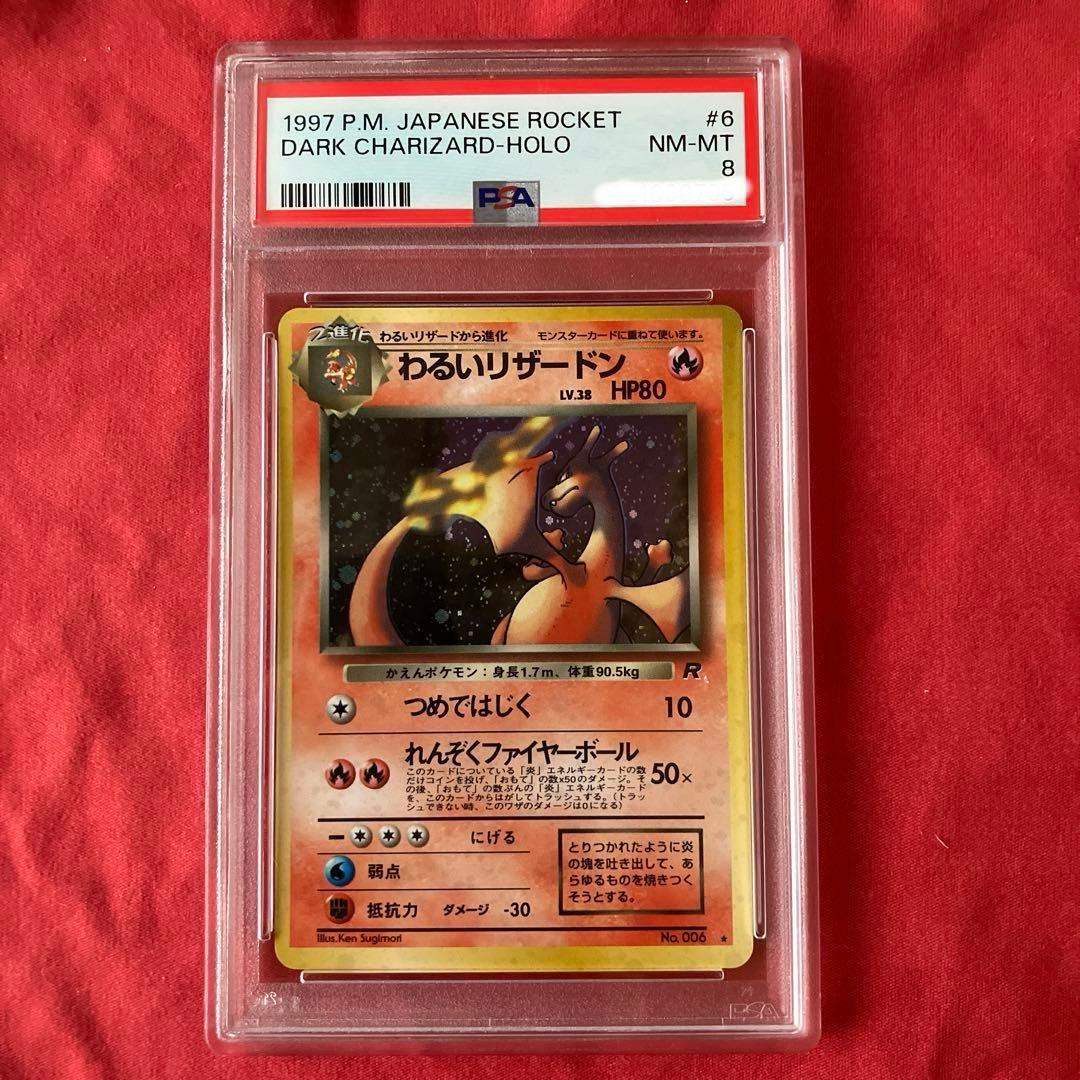 1997 P.M. JAPANESE ROCKET #6
DARK CHARIZARD-HOLO NM-MT
8
PSA
2進化 わるいリザードから進化 モンスターカードに重ねて使います。
わるいリザードン
LV.38 HP80
かえんポケモン：身長1.7m、体重90.5kg R
つめではじく 10
れんぞくファイヤーボール
このカードについている「炎」エネルギーカードの数
だけコインを投げ、「おもて」の数x50のダメージ。そ
の後、「おもて」の数ぶんの「炎」エネルギーカード
を、このカードからはがしてトラッシュする。（トラッ
シュできない時、このワザのダメージは0になる）
50×
にげる
弱点
抵抗力 ダメージ -30
とりつかれたように炎
の塊を吐き出して、あ
らゆるものを焼きつく
そうとする。
Illus.Ken Sugimori No. 006 ★
PSA